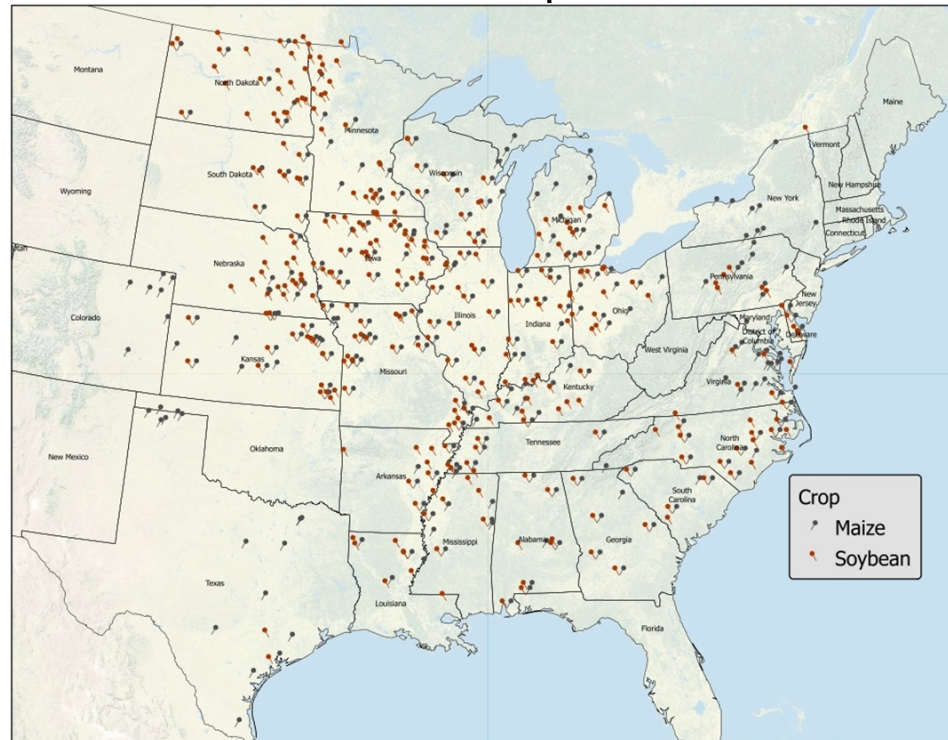 Montana
North Dakota
Minnesota
Maine
Vermont
Wisconsin
South Dakota
New Hampshire
Wyoming
New York
Massachusetts
Rhode Island
Michigan
Connecticut
Iowa
Nebraska
Pennsylvania
New
Jersey
Colorado
Illinois
Indiana
Ohio
Maryland
District of
Columbia
Delaware
West Virginia
Kansas
Missouri
Kentucky
Virginia
Oklahoma
Tennessee
North
Carolina
New Mexico
Arkansas
South
Carolina
Crop
Maize
Soybean
Mississippi
Alabama
Georgia
Texas
Louisiana
Florida